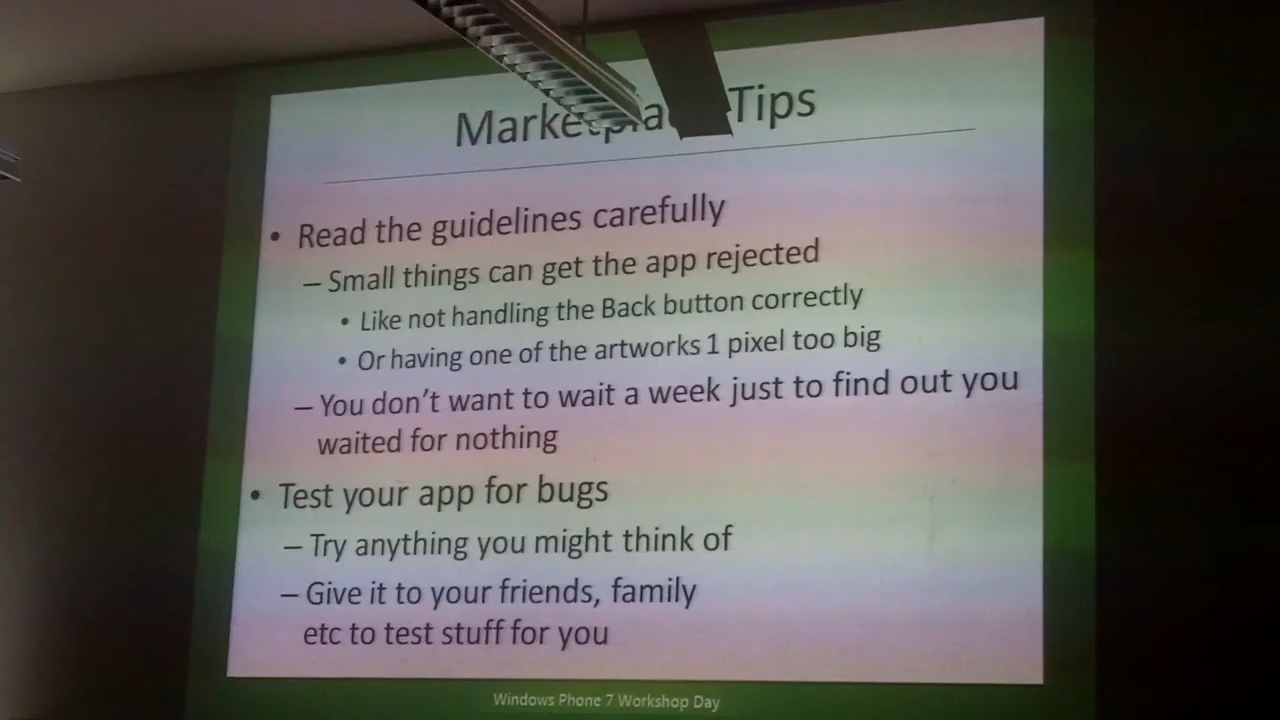 Marketplace Tips
• Read the guidelines carefully
– Small things can get the app rejected
• Like not handling the Back button correctly
• Or having one of the artworks 1 pixel too big
– You don't want to wait a week just to find out you
waited for nothing
• Test your app for bugs
– Try anything you might think of
– Give it to your friends, family
etc to test stuff for you
Windows Phone 7 Workshop Day